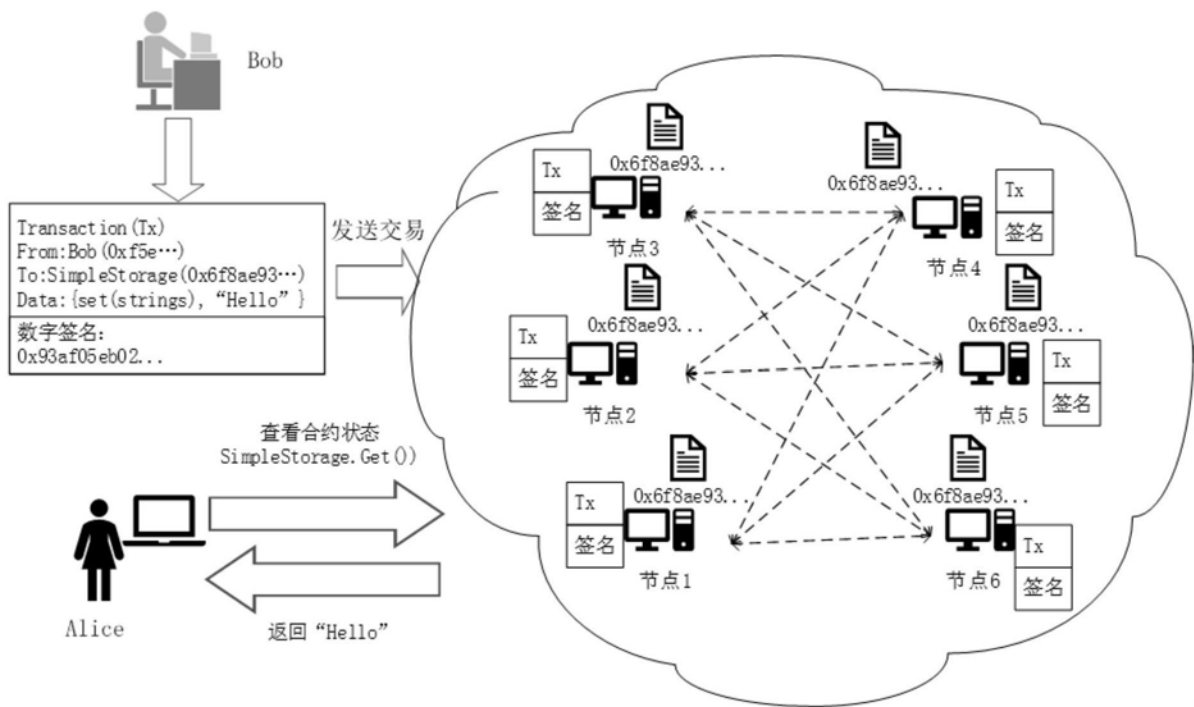 Bob
Transaction(Tx)
From:Bob(0xf5e…)
To:SimpleStorage(0x6f8ae93…)
Data:{set(strings), “Hello” }
数字签名:
0x93af05eb02...
发送交易
查看合约状态
SimpleStorage.Get())
Alice
返回 “Hello”
0x6f8ae93...
Tx
签名
节点3
0x6f8ae93...
Tx
签名
节点4
0x6f8ae93...
Tx
签名
节点2
0x6f8ae93...
Tx
签名
节点5
0x6f8ae93...
Tx
签名
节点1
0x6f8ae93...
Tx
签名
节点6